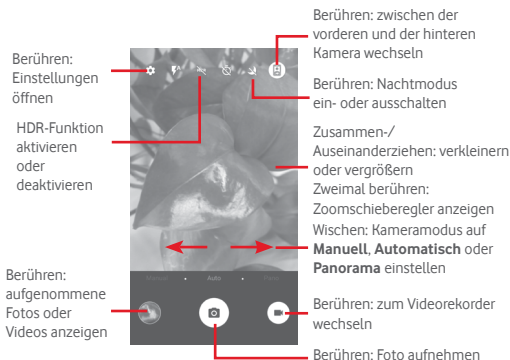 Berühren: zwischen der
vorderen und der hinteren
Kamera wechseln
Berühren:
Einstellungen
öffnen
Berühren: Nachtmodus
ein- oder ausschalten
HDR-Funktion
aktivieren
oder
deaktivieren
Zusammen-/
Auseinanderziehen: verkleinern
oder vergrößern
Zweimal berühren:
Zoomschieberegler anzeigen
Wischen: Kameramodus auf
Manuell, Automatisch oder
Panorama einstellen
Manual • Auto • Pano
Berühren:
aufgenommene
Fotos oder
Videos anzeigen
Berühren: zum Videorekorder
wechseln
Berühren: Foto aufnehmen